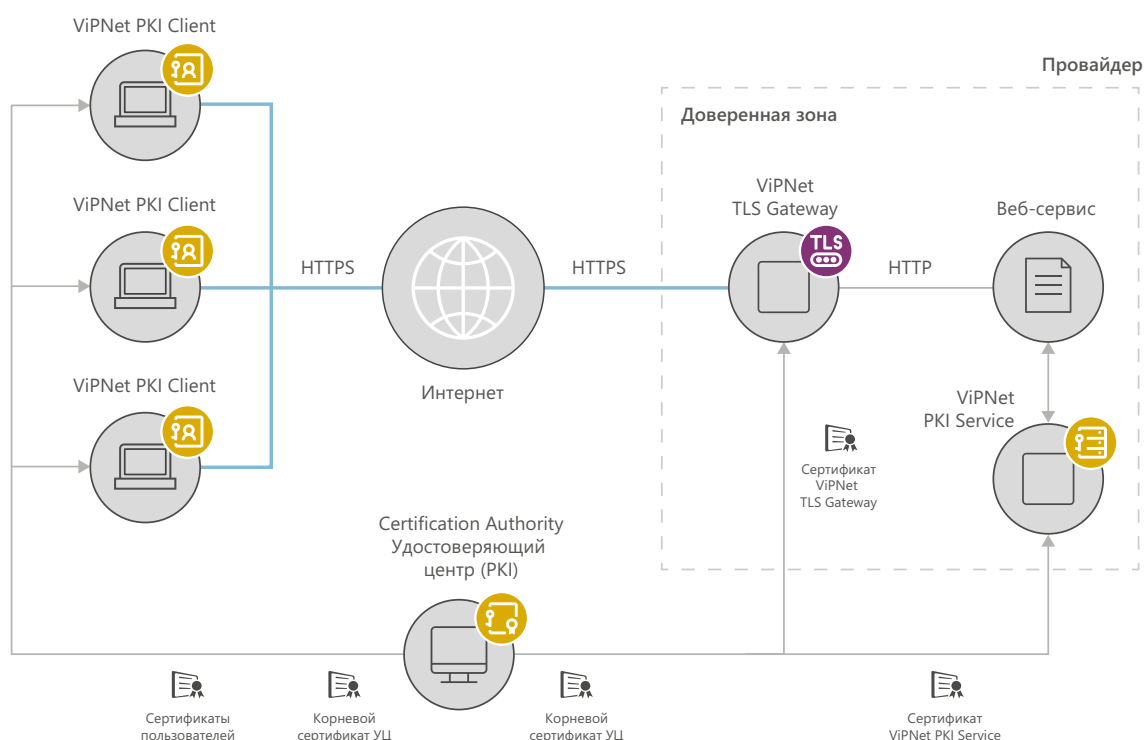 ViPNet PKI Client
Провайдер
Доверенная зона
ViPNet
TLS Gateway
TLS
Веб-сервис
ViPNet PKI Client
HTTPS
HTTPS
HTTP
ViPNet PKI Client
Интернет
ViPNet
PKI Service
Сертификат
ViPNet
TLS Gateway
Certification Authority
Удостоверяющий
центр (PKI)
Сертификаты
пользователей
Корневой
сертификат УЦ
Корневой
сертификат УЦ
Сертификат
ViPNet PKI Service